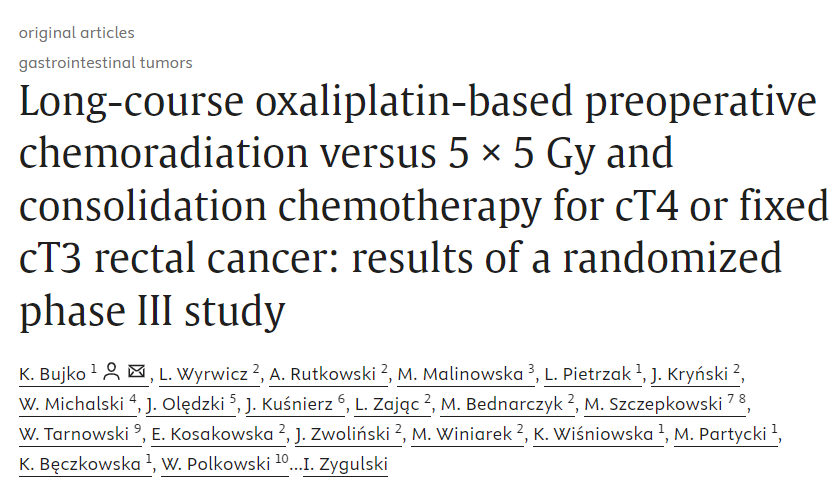 original articles
gastrointestinal tumors
Long-course oxaliplatin-based preoperative
chemoradiation versus 5 × 5 Gy and
consolidation chemotherapy for cT4 or fixed
cT3 rectal cancer: results of a randomized
phase III study
K. Bujko 1 , L. Wyrwicz 2, A. Rutkowski 2, M. Malinowska 3, L. Pietrzak 1, J. Kryński 2,
W. Michalski 4, J. Olędzki 5, J. Kuśnierz 6, L. Zając 2, M. Bednarczyk 2, M. Szczepkowski 7 8,
W. Tarnowski 9, E. Kosakowska 2, J. Zwoliński 2, M. Winiarek 2, K. Wiśniowska 1, M. Partycki 1,
K. Bęczkowska 1, W. Polkowski 10...I. Zygulski